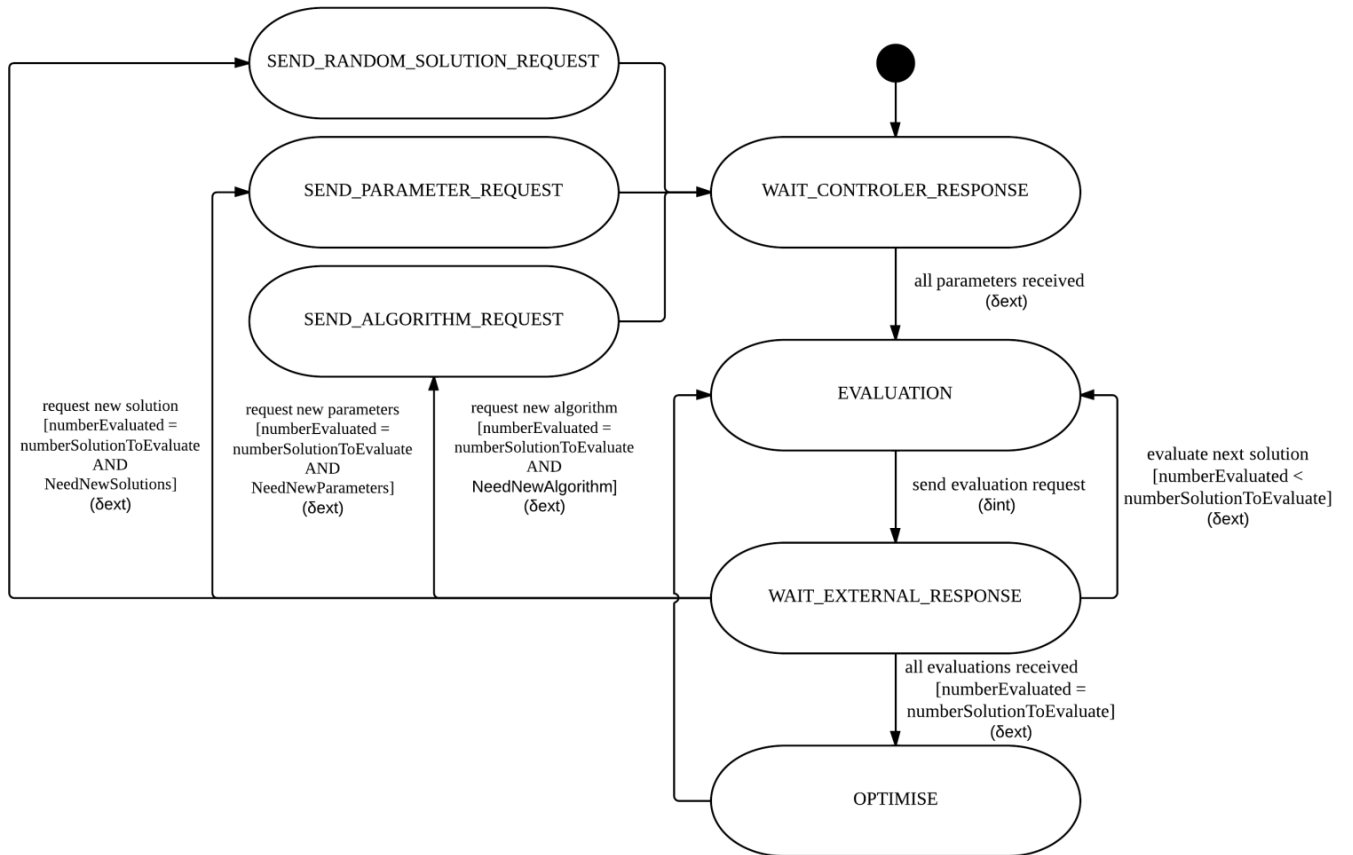 SEND_RANDOM_SOLUTION_REQUEST
SEND_PARAMETER_REQUEST
WAIT_CONTROLER_RESPONSE
all parameters received
(δext)
SEND_ALGORITHM_REQUEST
EVALUATION
request new solution
[numberEvaluated =
numberSolutionToEvaluate
AND
NeedNewSolutions]
(δext)
request new parameters
[numberEvaluated =
numberSolutionToEvaluate
AND
NeedNewParameters]
(δext)
request new algorithm
[numberEvaluated =
numberSolutionToEvaluate
AND
NeedNewAlgorithm]
(δext)
send evaluation request
(δint)
evaluate next solution
[numberEvaluated <
numberSolutionToEvaluate]
(δext)
WAIT_EXTERNAL_RESPONSE
all evaluations received
[numberEvaluated =
numberSolutionToEvaluate]
(δext)
OPTIMISE